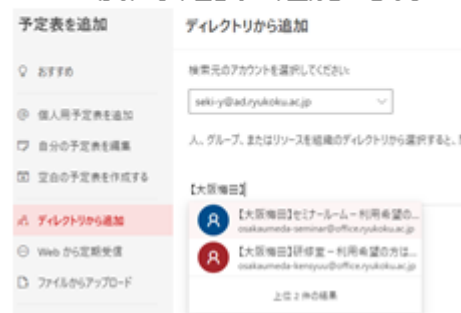 予定表を追加
ディレクトリから追加
おすすめ
検索元のアカウントを選択してください:
seki-y@ad.ryukoku.ac.jp
個人用予定表を追加
自分の予定表を編集
人、グループ、またはリソースを組織のディレクトリから選択すると、
空白の予定表を作成する
【大阪梅田】
ディレクトリから追加
【大阪梅田】セミナールーム - 利用希望の...
osakaumeda-seminar@office.ryukoku.ac.jp
Web から定期受信
【大阪梅田】研修室 - 利用希望の方は...
osakaumeda-kensyuu@office.ryukoku.ac.jp
ファイルからアップロード
上位 2 件の結果